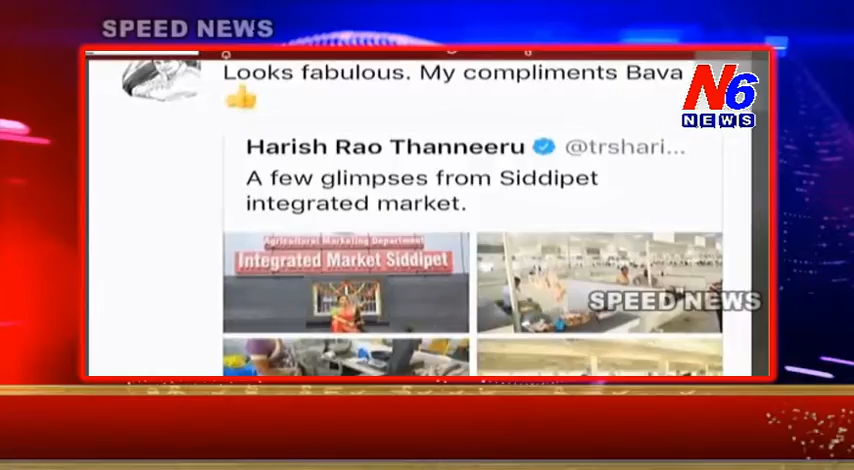 SPEED NEWS
Looks fabulous. My compliments Bava
N6
NEWS
Harish Rao Thanneeru @trshari...
A few glimpses from Siddipet
integrated market.
Agricultural Marketing Department
Integrated Market Siddipet
SPEED NEWS